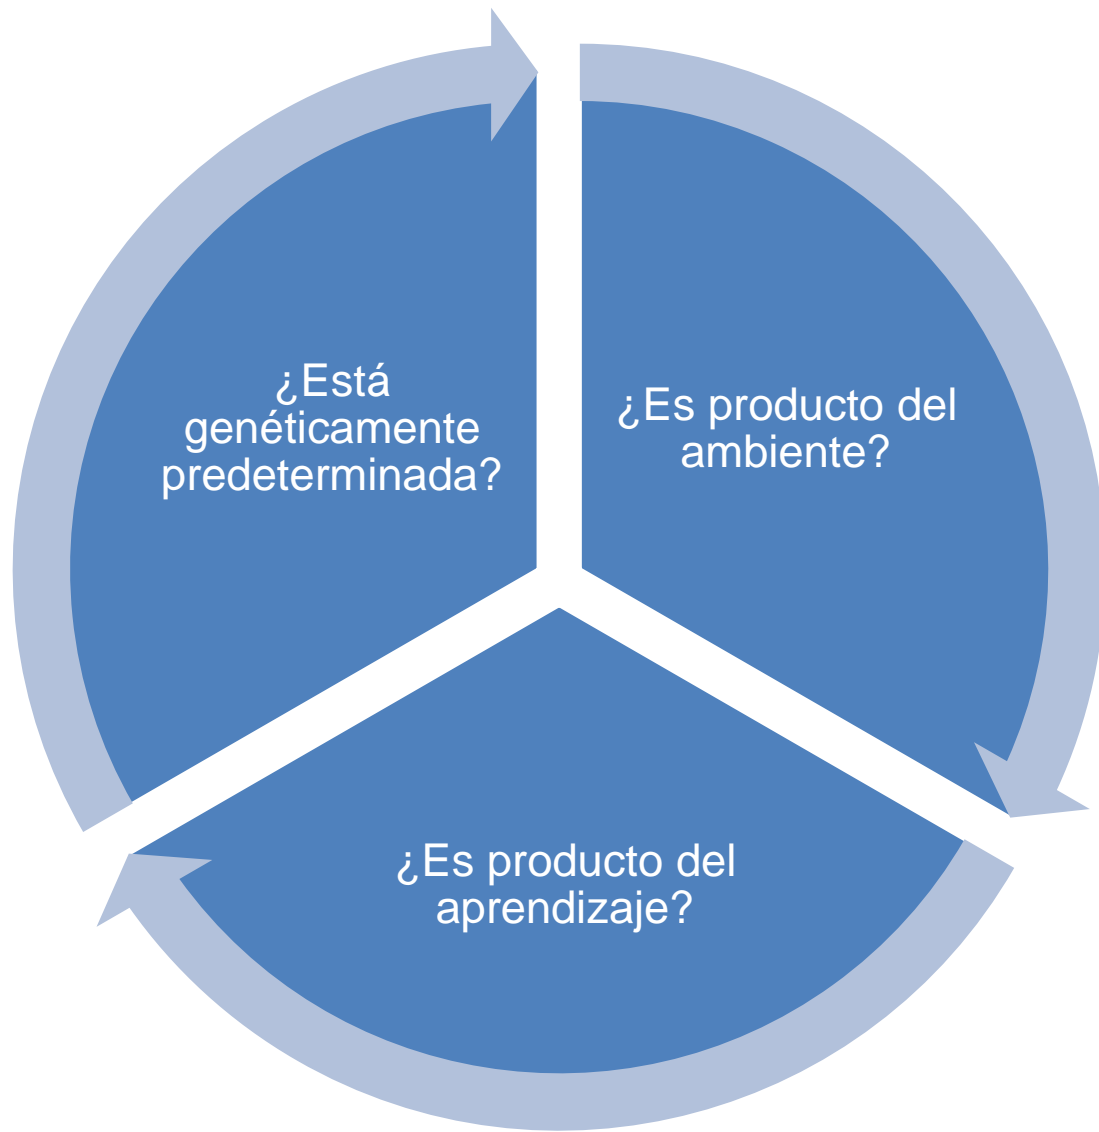 ¿Está
genéticamente
predeterminada?
¿Es producto del
ambiente?
¿Es producto del
aprendizaje?